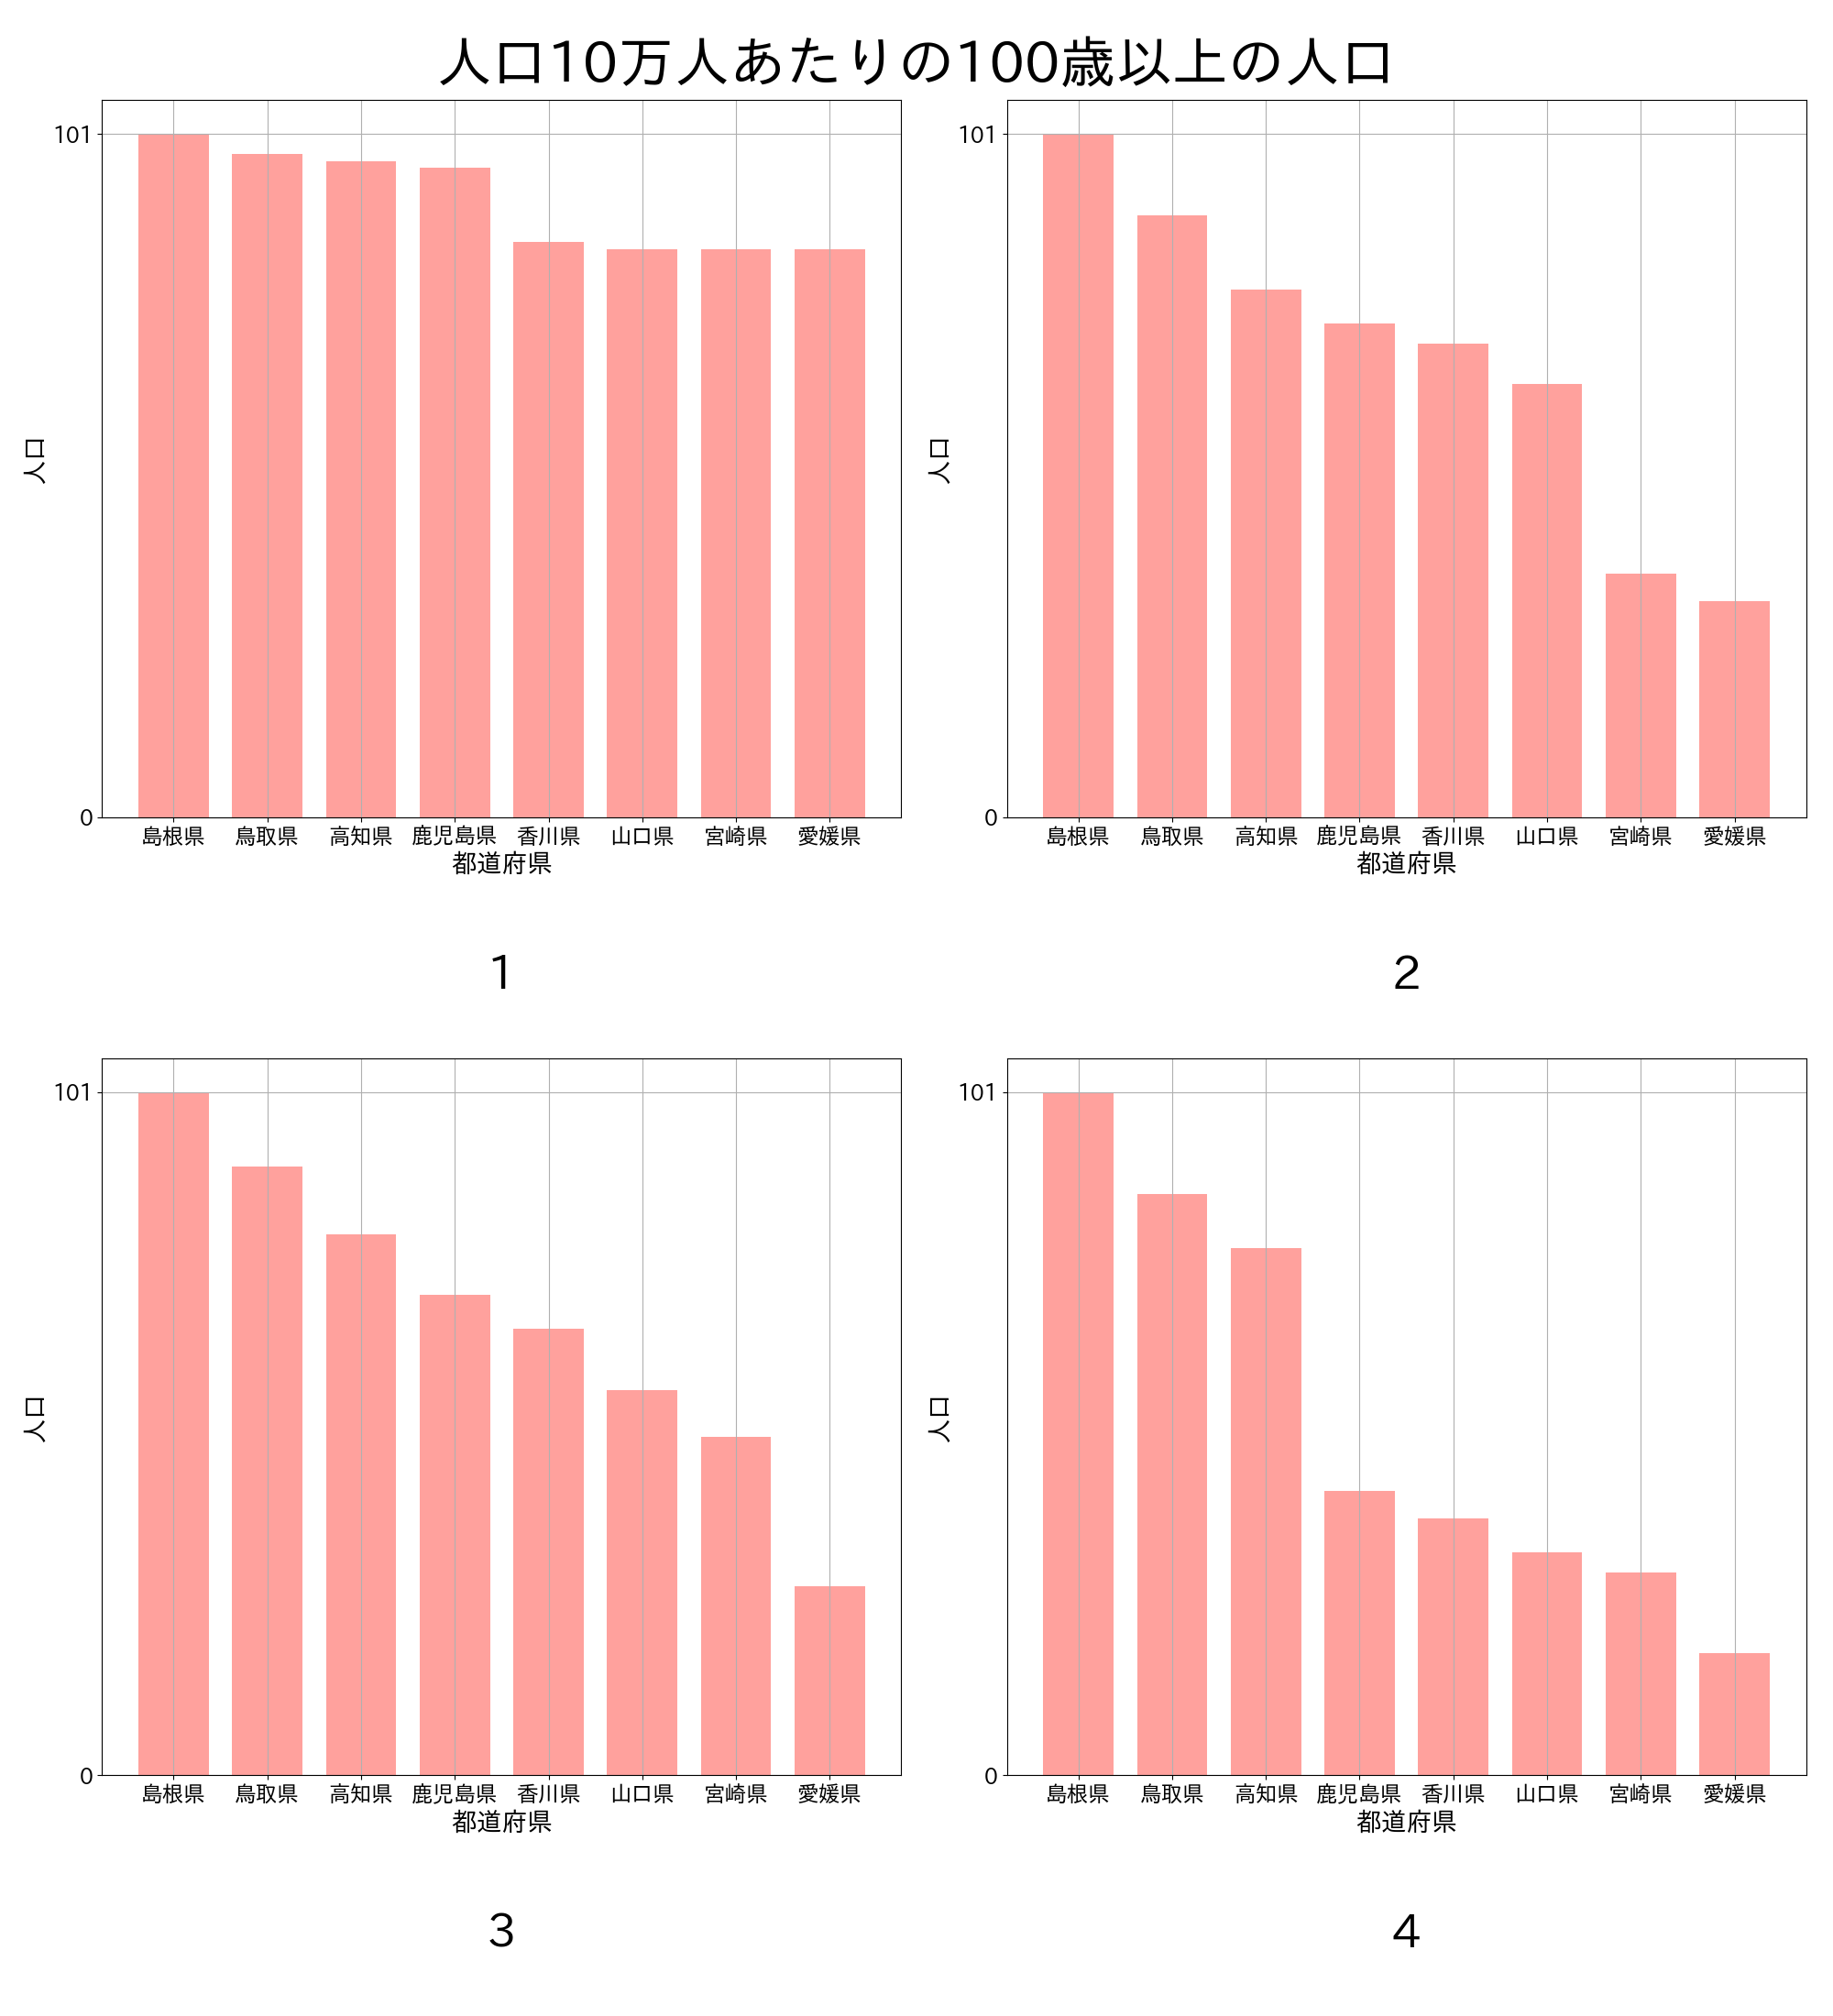 人口10万人あたりの100歳以上の人口
101
0
人口
島根県 鳥取県 高知県 鹿児島県 香川県 山口県 宮崎県 愛媛県
都道府県
1
101
0
人口
島根県 鳥取県 高知県 鹿児島県 香川県 山口県 宮崎県 愛媛県
都道府県
2
101
0
人口
島根県 鳥取県 高知県 鹿児島県 香川県 山口県 宮崎県 愛媛県
都道府県
3
101
0
人口
島根県 鳥取県 高知県 鹿児島県 香川県 山口県 宮崎県 愛媛県
都道府県
4